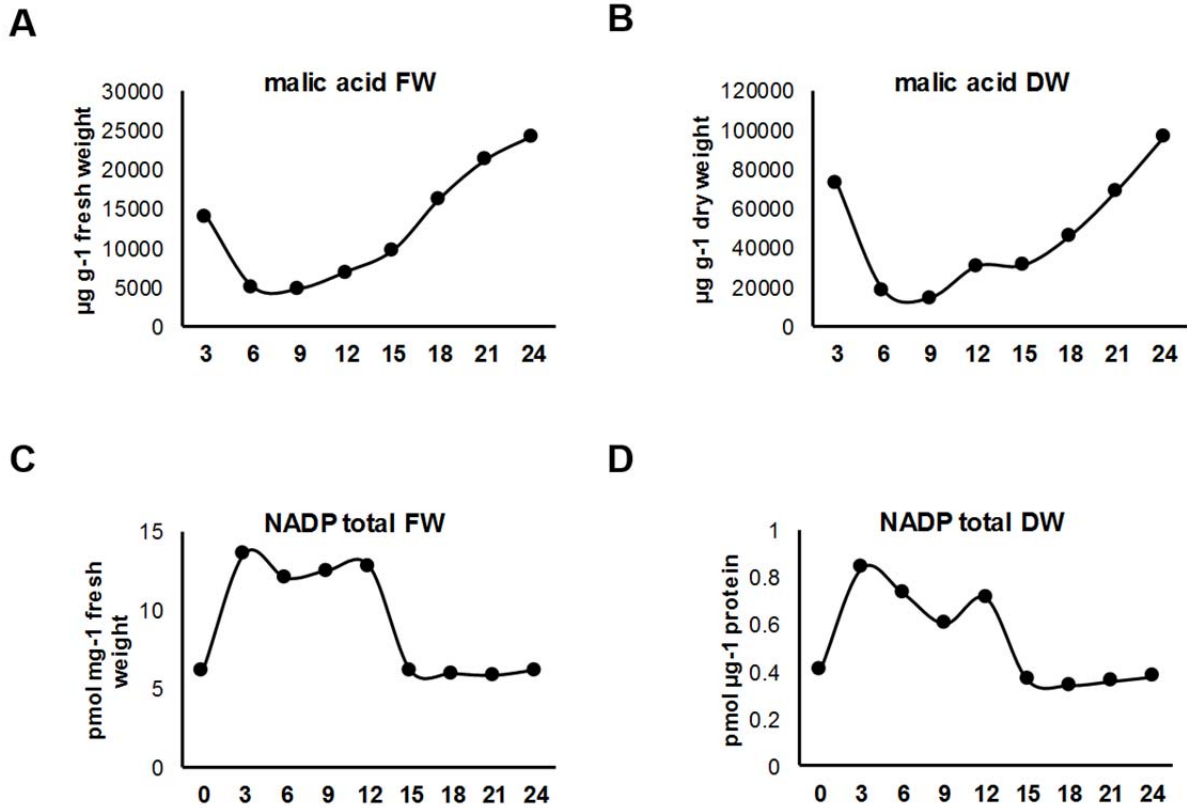 A
malic acid FW
µg g-1 fresh weight
30000
25000
20000
15000
10000
5000
0
3 6 9 12 15 18 21 24
B
malic acid DW
µg g-1 dry weight
120000
100000
80000
60000
40000
20000
0
3 6 9 12 15 18 21 24
C
NADP total FW
pmol mg-1 fresh
weight
15
10
5
0
0 3 6 9 12 15 18 21 24
D
NADP total DW
pmol µg-1 protein
1
0.8
0.6
0.4
0.2
0
0 3 6 9 12 15 18 21 24